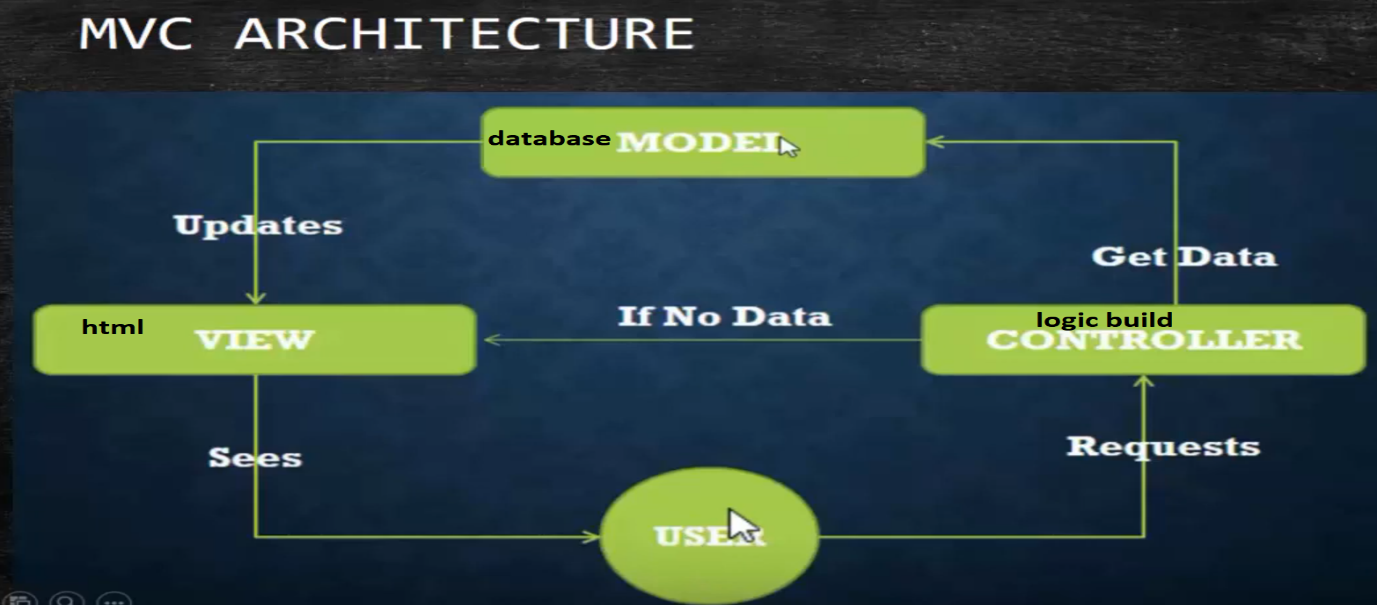 MVC ARCHITECTURE
database MODEL
Updates
Get Data
If No Data
html VIEW
logic build
CONTROLLER
Sees
Requests
USER